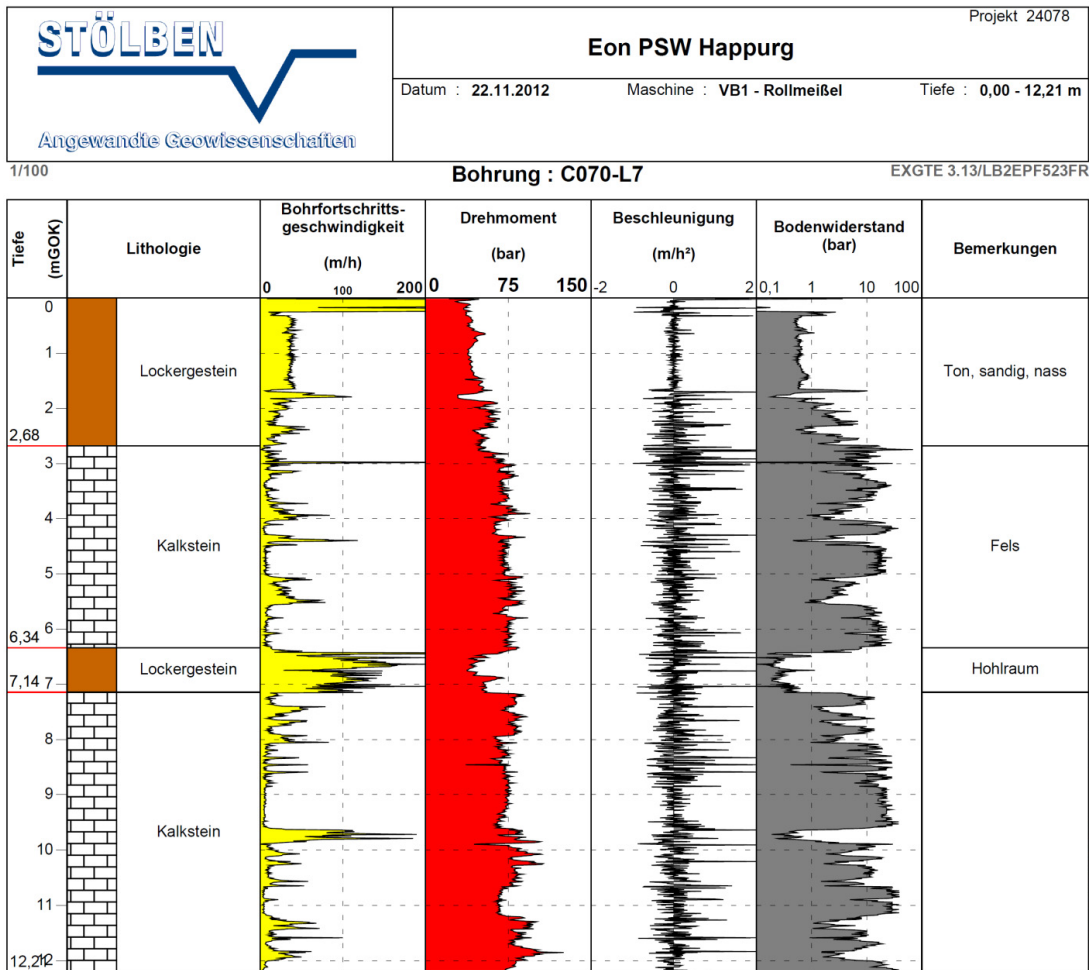 STÖLBEN
Angewandte Geowissenschaften
Projekt 24078
Eon PSW Happurg
Datum : 22.11.2012 Maschine : VB1 - Rollmeißel Tiefe : 0,00 - 12,21 m
1/100 Bohrung : C070-L7 EXGTE 3.13/LB2EPF523FR
Tiefe (mGOK)
Lithologie
Bohrfortschritts-
geschwindigkeit
(m/h)
0 100 200
Drehmoment
(bar)
0 75 150
Beschleunigung
(m/h²)
-2 0 2
Bodenwiderstand
(bar)
0,1 1 10 100
Bemerkungen
0
Lockergestein Ton, sandig, nass
1
2
2,68
3
4
Kalkstein Fels
5
6
6,34
Lockergestein Hohlraum
7,14 7
8
9
Kalkstein
10
11
12,21 12